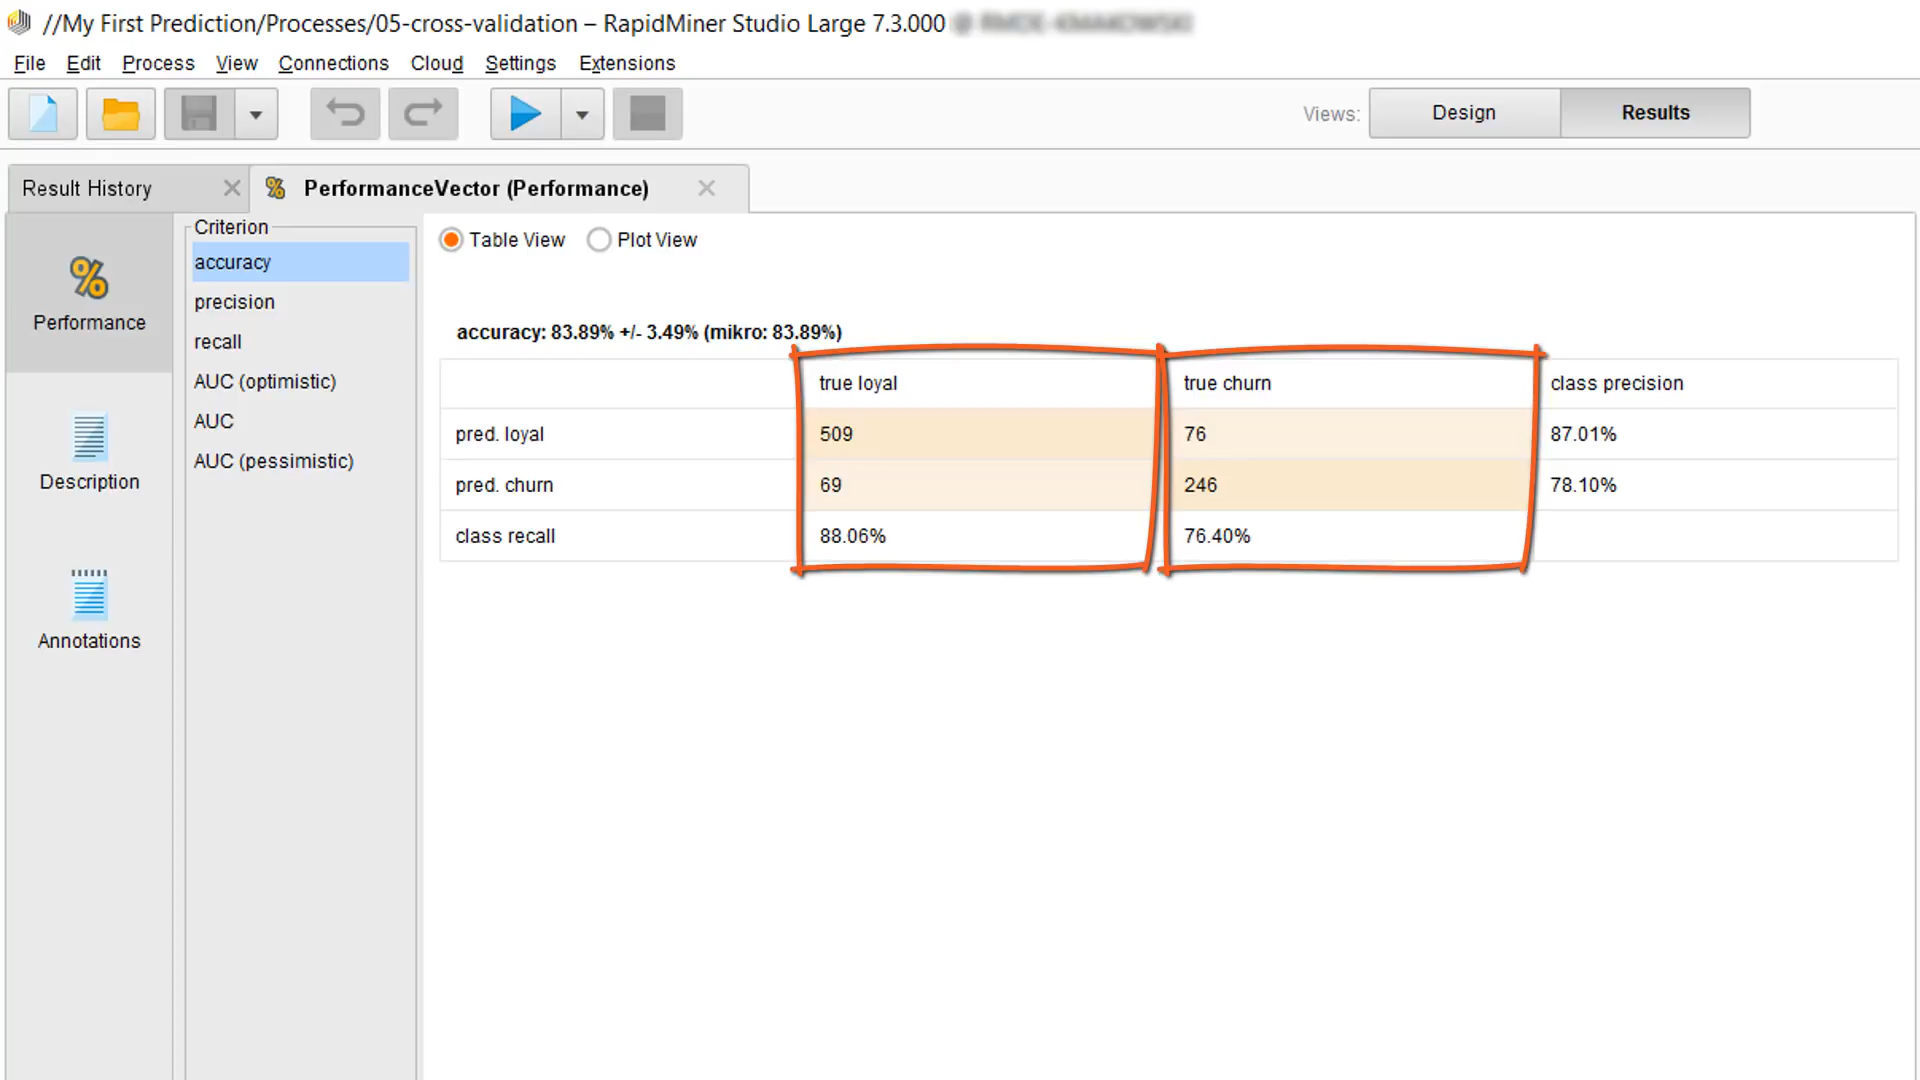 //My First Prediction/Processes/05-cross-validation – RapidMiner Studio Large 7.3.000
File Edit Process View Connections Cloud Settings Extensions
Views: Design Results
Result History PerformanceVector (Performance)
Performance
Description
Annotations
Criterion
accuracy
precision
recall
AUC (optimistic)
AUC
AUC (pessimistic)
Table View Plot View
accuracy: 83.89% +/- 3.49% (mikro: 83.89%)
true loyal true churn class precision
pred. loyal 509 76 87.01%
pred. churn 69 246 78.10%
class recall 88.06% 76.40%